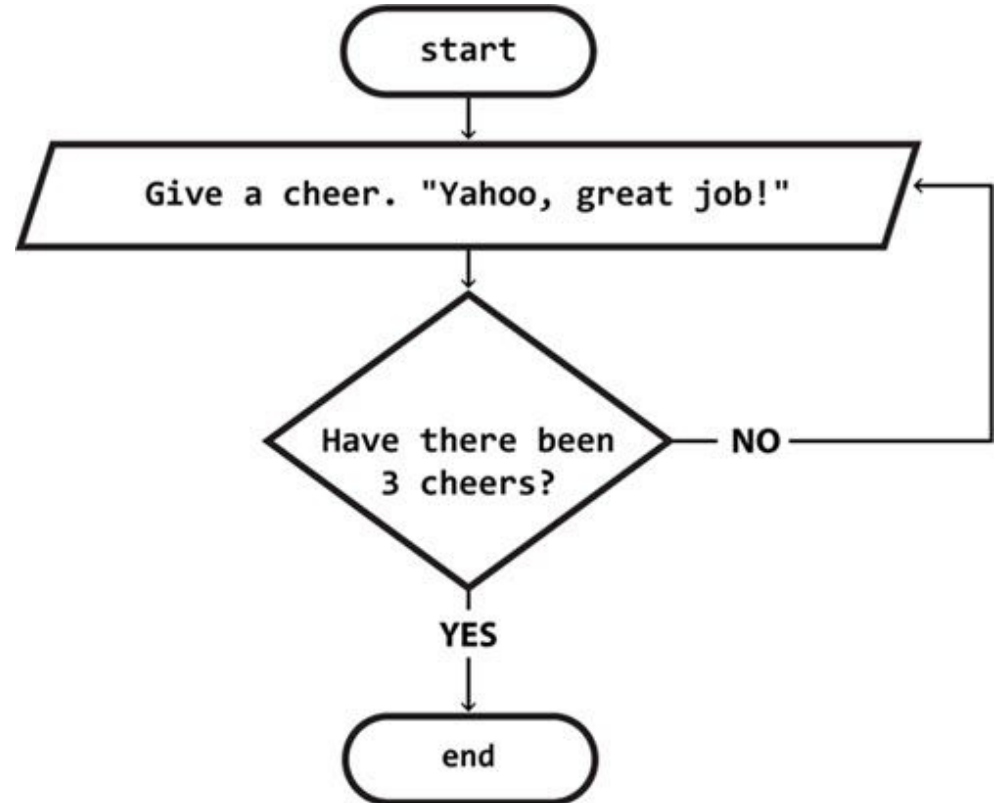 start
Give a cheer. "Yahoo, great job!"
Have there been
3 cheers?
NO
YES
end